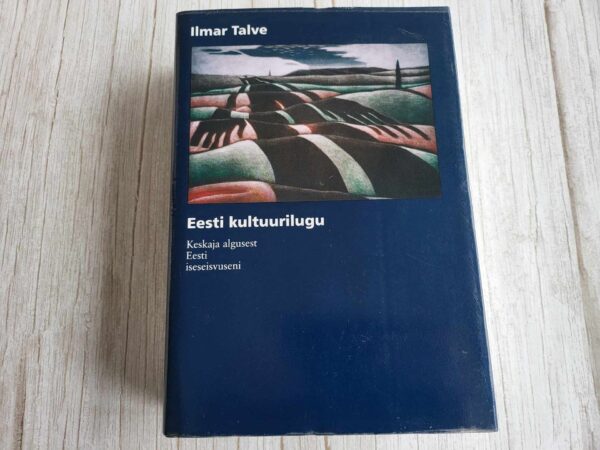 Ilmar Talve
Eesti kultuurilugu
Keskaja algusest
Eesti
iseseisvuseni